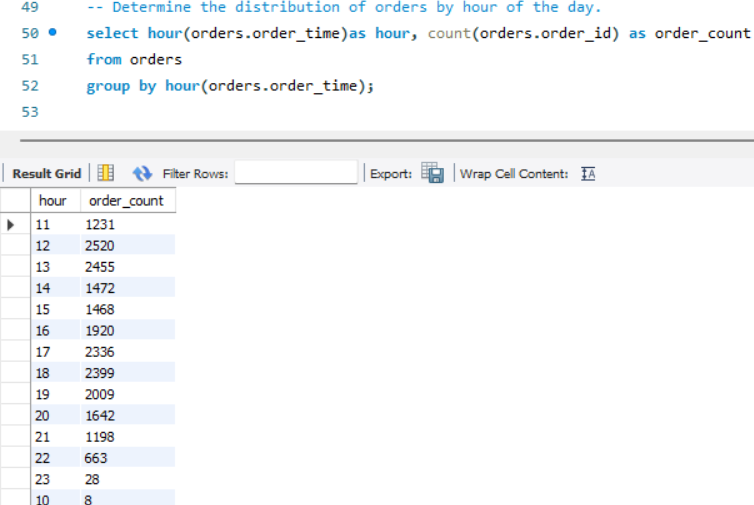 49 -- Determine the distribution of orders by hour of the day.
50 select hour(orders.order_time)as hour, count(orders.order_id) as order_count
51 from orders
52 group by hour(orders.order_time);
53
Result Grid Filter Rows: Export: Wrap Cell Content: IA
hour order_count
11 1231
12 2520
13 2455
14 1472
15 1468
16 1920
17 2336
18 2399
19 2009
20 1642
21 1198
22 663
23 28
10 8